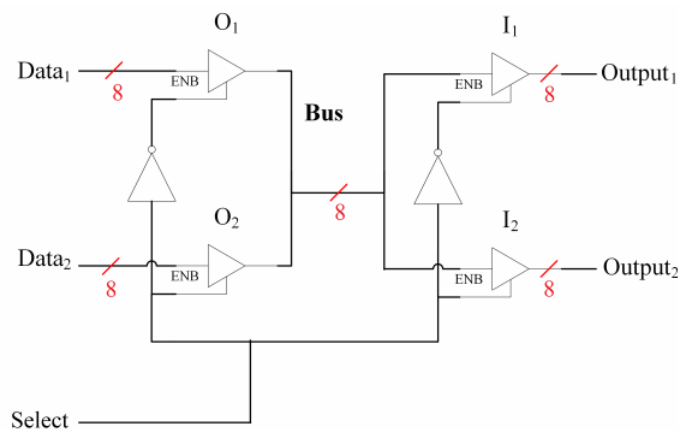 O₁
I₁
Data₁
8
ENB
Bus
ENB
8
Output₁
8
O₂
I₂
Data₂
8
ENB
ENB
8
Output₂
Select